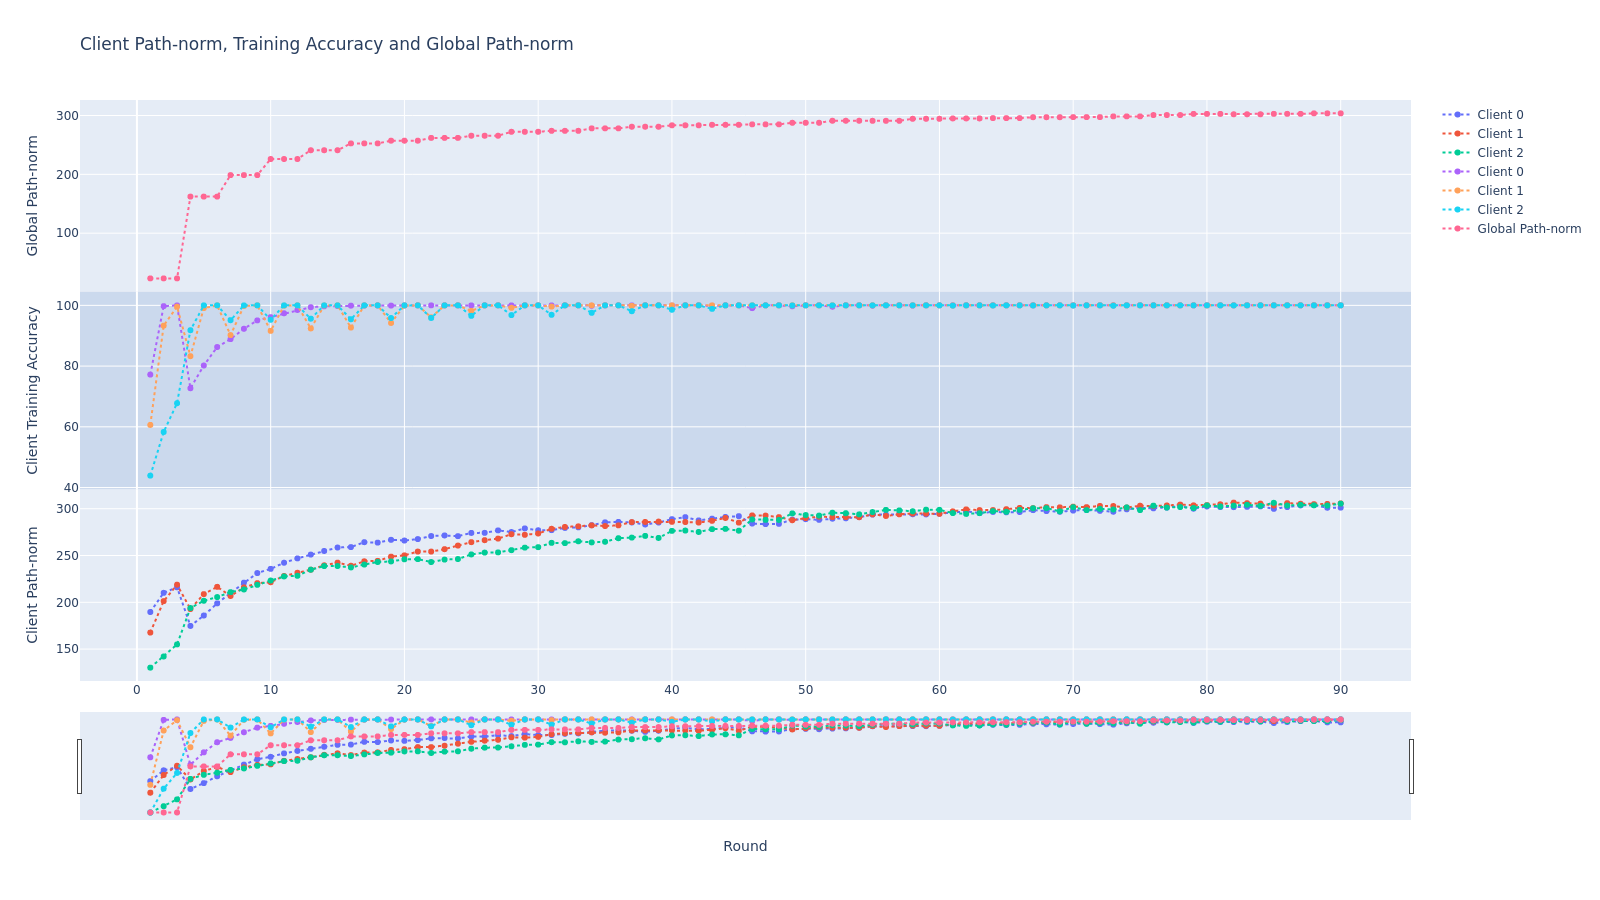 Client Path-norm, Training Accuracy and Global Path-norm
Global Path-norm
300
200
100
Client Training Accuracy
100
80
60
40
Client Path-norm
300
250
200
150
0 10 20 30 40 50 60 70 80 90
Round
Client 0
Client 1
Client 2
Client 0
Client 1
Client 2
Global Path-norm